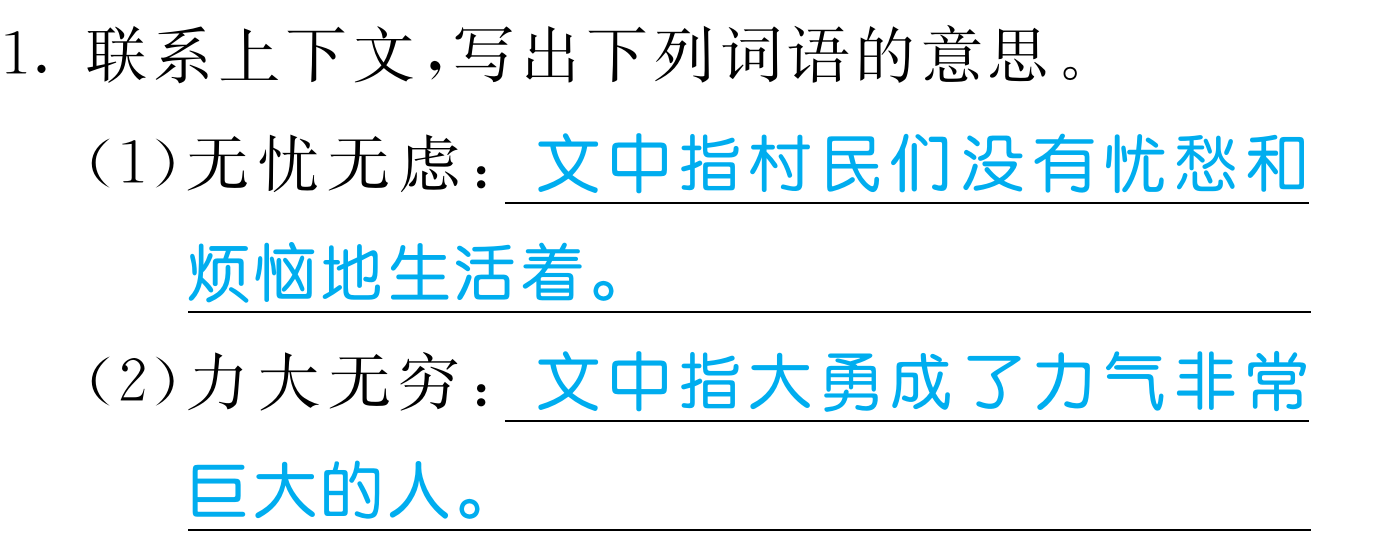 1. 联系上下文,写出下列词语的意思。
(1)无忧无虑：文中指村民们没有忧愁和
烦恼地生活着。
(2)力大无穷：文中指大勇成了力气非常
巨大的人。